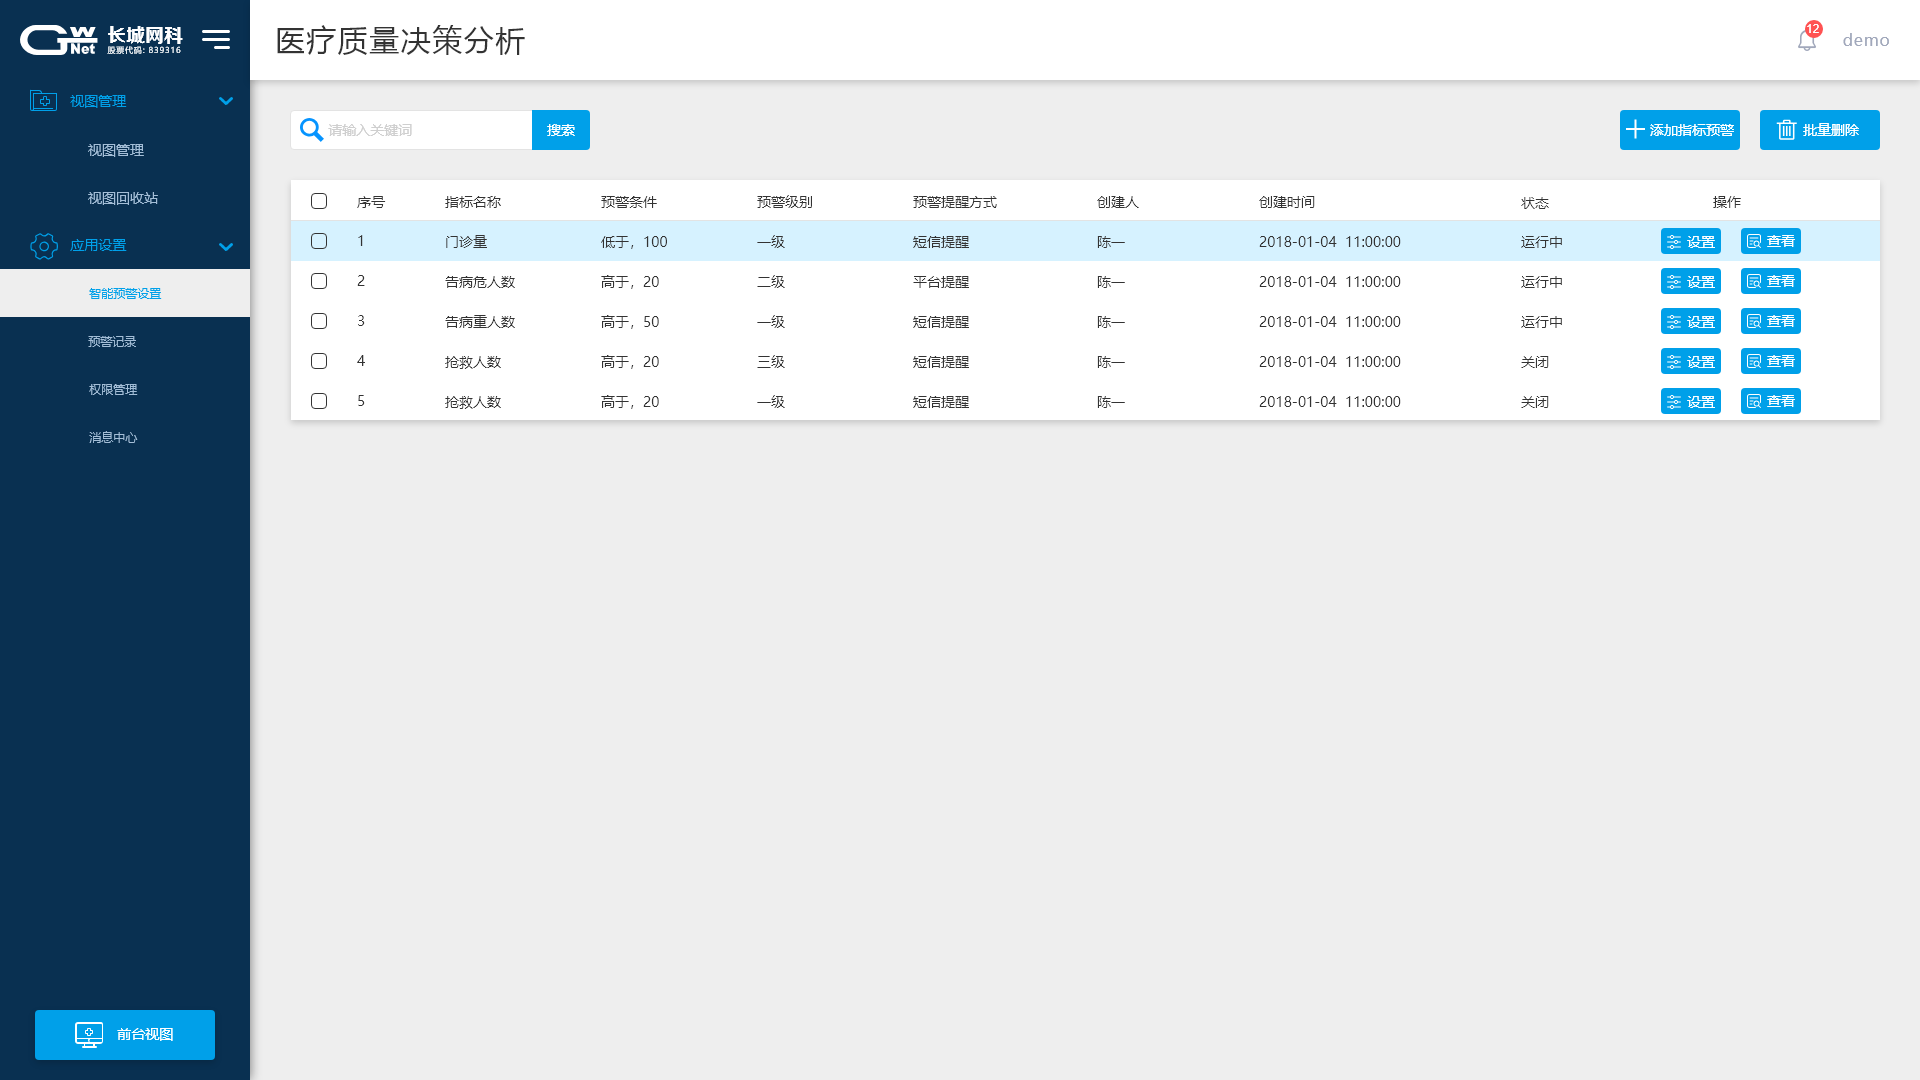 GW Net 长城网科 股票代码: 839316
医疗质量决策分析
12
demo
视图管理
视图管理
视图回收站
应用设置
智能预警设置
预警记录
权限管理
消息中心
前台视图
请输入关键词 搜索
添加指标预警 批量删除
序号 指标名称 预警条件 预警级别 预警提醒方式 创建人 创建时间 状态 操作
1 门诊量 低于，100 一级 短信提醒 陈一 2018-01-04 11:00:00 运行中 设置 查看
2 告病危人数 高于，20 二级 平台提醒 陈一 2018-01-04 11:00:00 运行中 设置 查看
3 告病重人数 高于，50 一级 短信提醒 陈一 2018-01-04 11:00:00 运行中 设置 查看
4 抢救人数 高于，20 三级 短信提醒 陈一 2018-01-04 11:00:00 关闭 设置 查看
5 抢救人数 高于，20 一级 短信提醒 陈一 2018-01-04 11:00:00 关闭 设置 查看